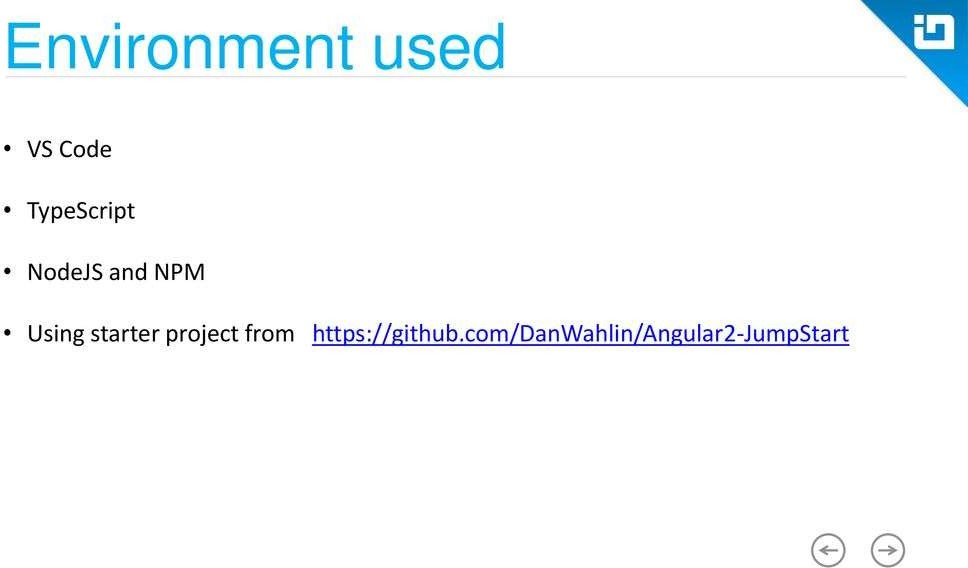 Environment used
• VS Code
• TypeScript
• NodeJS and NPM
• Using starter project from https://github.com/DanWahlin/Angular2-JumpStart